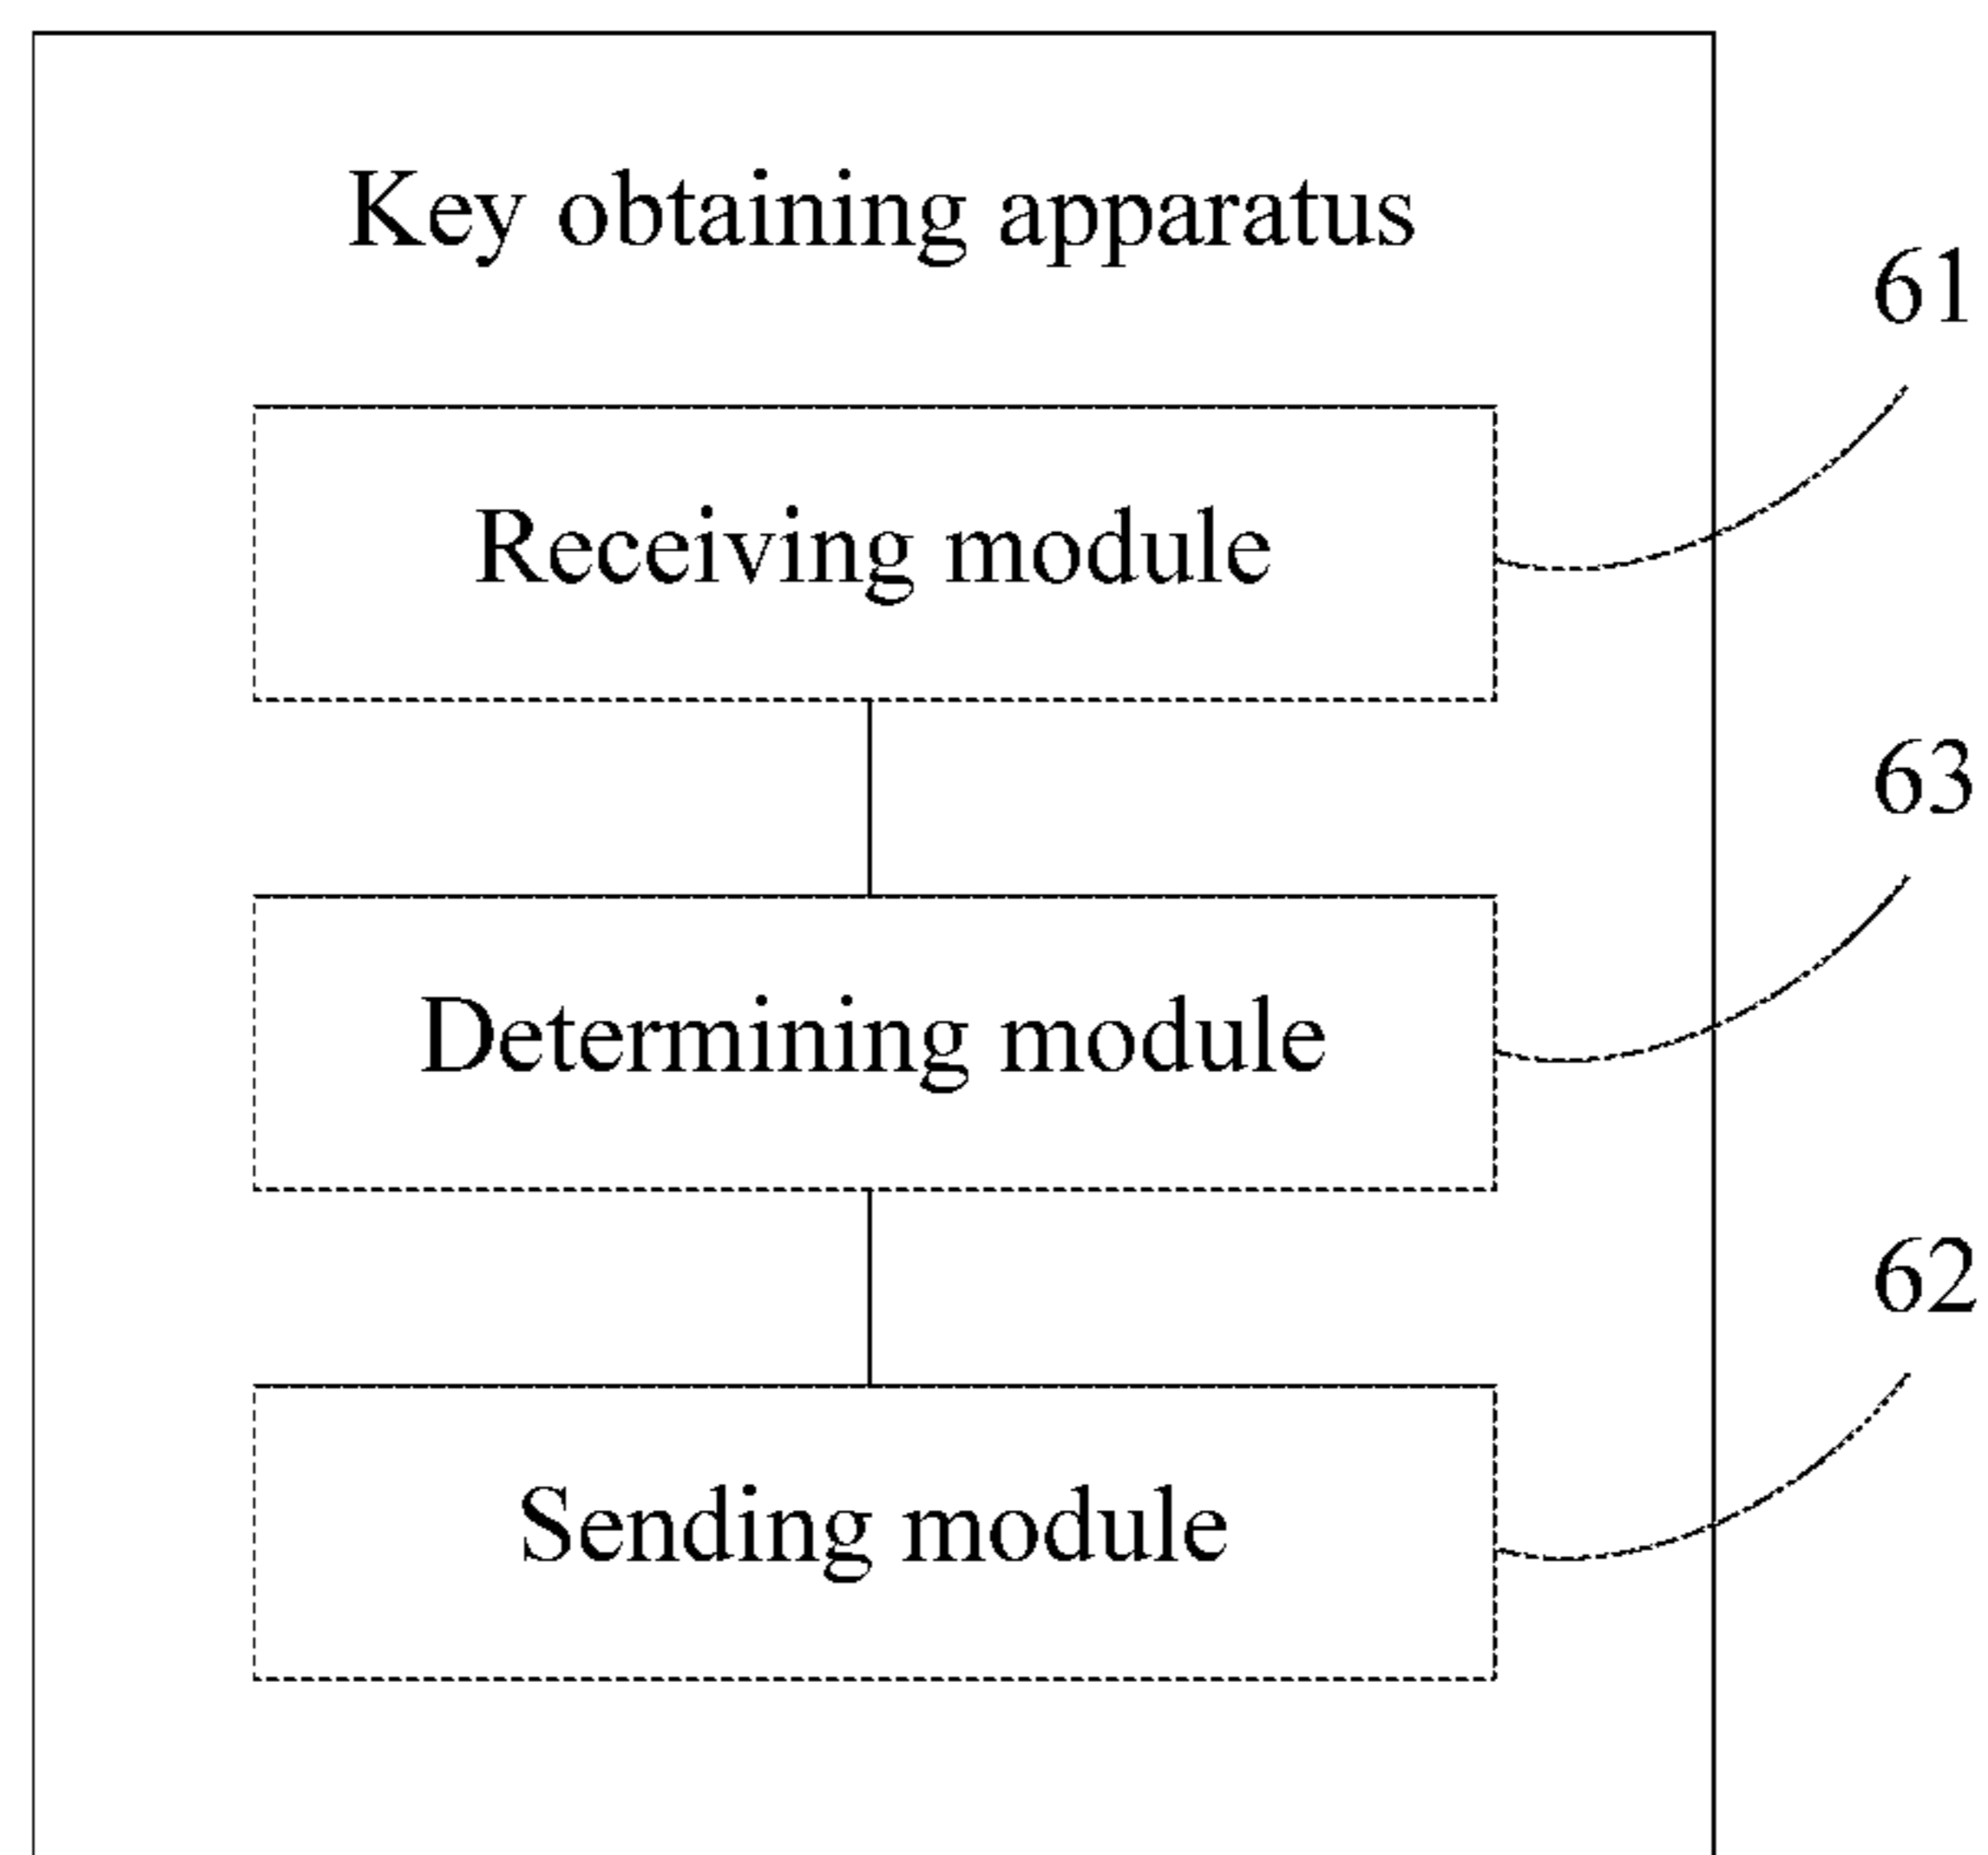 Key obtaining apparatus
61
Receiving module
63
Determining module
62
Sending module